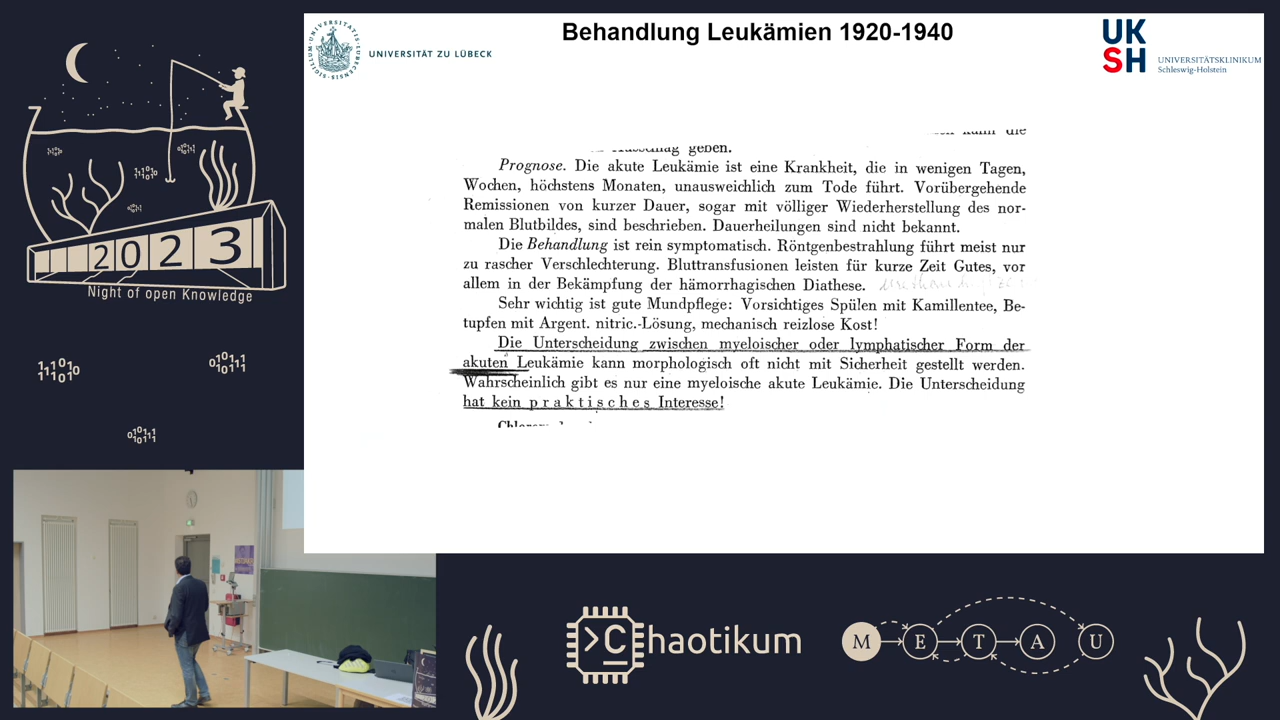 Behandlung Leukämien 1920-1940
UNIVERSITÄT ZU LÜBECK
UK
SH
UNIVERSITÄTSKLINIKUM
Schleswig-Holstein
kann die
geben.
Prognose. Die akute Leukämie ist eine Krankheit, die in wenigen Tagen,
Wochen, höchstens Monaten, unausweichlich zum Tode führt. Vorübergehende
Remissionen von kurzer Dauer, sogar mit völliger Wiederherstellung des nor-
malen Blutbildes, sind beschrieben. Dauerheilungen sind nicht bekannt.
Die Behandlung ist rein symptomatisch. Röntgenbestrahlung führt meist nur
zu rascher Verschlechterung. Bluttransfusionen leisten für kurze Zeit Gutes, vor
allem in der Bekämpfung der hämorrhagischen Diathese.
Sehr wichtig ist gute Mundpflege: Vorsichtiges Spülen mit Kamillentee, Be-
tupfen mit Argent. nitric.-Lösung, mechanisch reizlose Kost!
Die Unterscheidung zwischen myeloischer oder lymphatischer Form der
akuten Leukämie kann morphologisch oft nicht mit Sicherheit gestellt werden.
Wahrscheinlich gibt es nur eine myeloische akute Leukämie. Die Unterscheidung
hat kein praktisches Interesse!
2023
Night of open Knowledge
>C haotikum
M E T A U